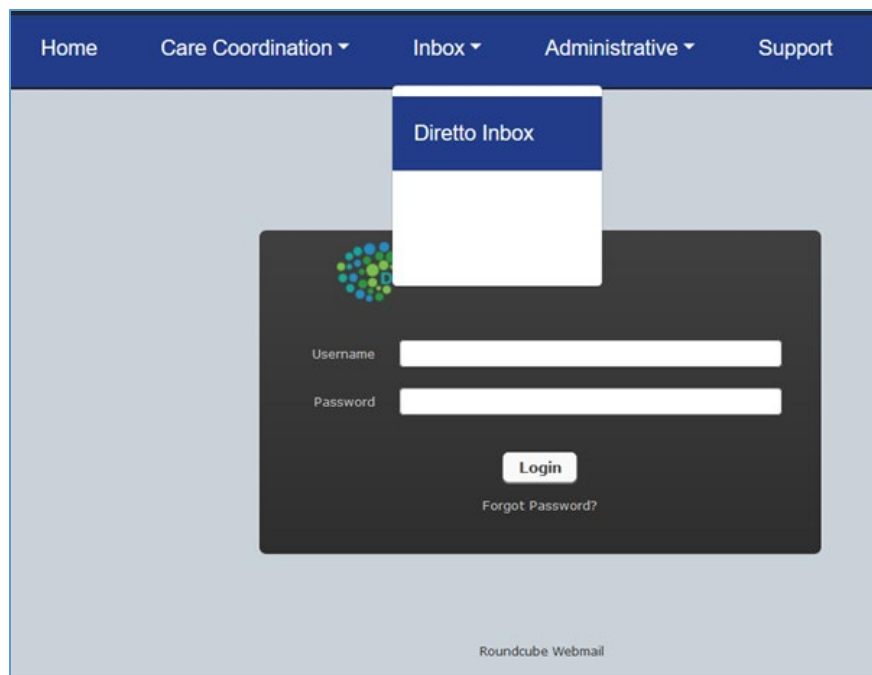 Home Care Coordination Inbox Administrative Support
Diretto Inbox
D
Username
Password
Login
Forgot Password?
Roundcube Webmail